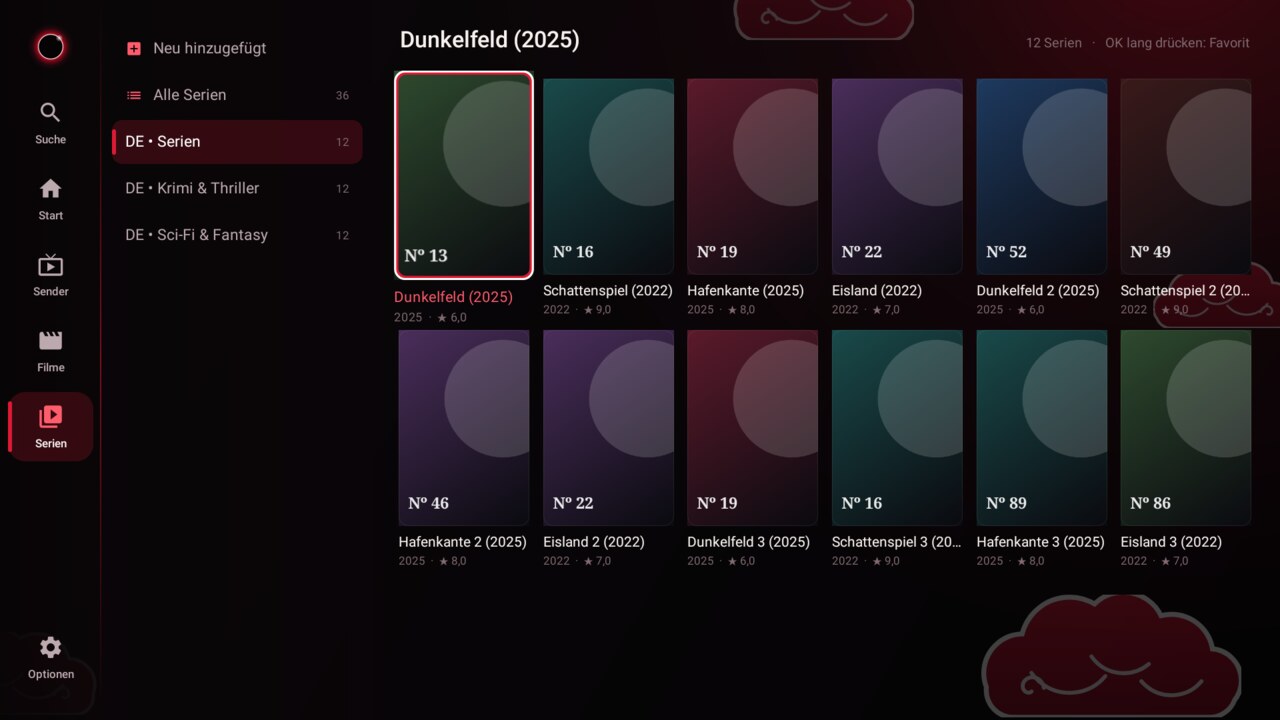 Suche
Start
Sender
Filme
Serien
Optionen
Neu hinzugefügt
Alle Serien 36
DE • Serien 12
DE • Krimi & Thriller 12
DE • Sci-Fi & Fantasy 12
Dunkelfeld (2025)
12 Serien · OK lang drücken: Favorit
Nº 13
Nº 16
Nº 19
Nº 22
Nº 52
Nº 49
Dunkelfeld (2025)
2025 · ★ 6,0
Schattenspiel (2022)
2022 · ★ 9,0
Hafenkante (2025)
2025 · ★ 8,0
Eisland (2022)
2022 · ★ 7,0
Dunkelfeld 2 (2025)
2025 · ★ 6,0
Schattenspiel 2 (20...
2022 · ★ 9,0
Nº 46
Nº 22
Nº 19
Nº 16
Nº 89
Nº 86
Hafenkante 2 (2025)
2025 · ★ 8,0
Eisland 2 (2022)
2022 · ★ 7,0
Dunkelfeld 3 (2025)
2025 · ★ 6,0
Schattenspiel 3 (20...
2022 · ★ 9,0
Hafenkante 3 (2025)
2025 · ★ 8,0
Eisland 3 (2022)
2022 · ★ 7,0